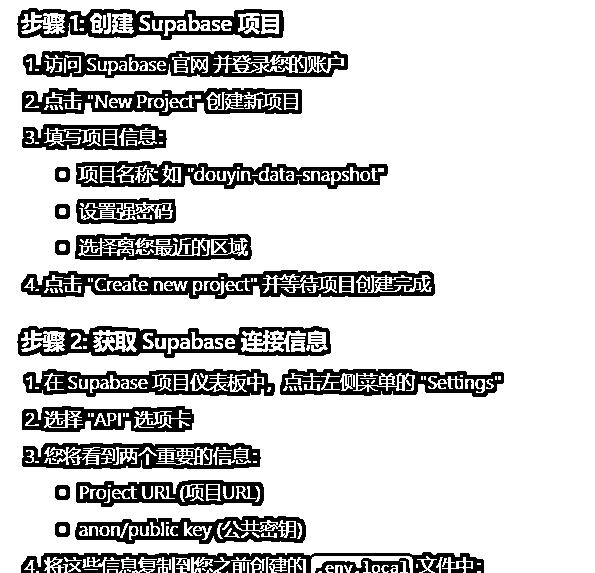 步骤 1: 创建 Supabase 项目
1. 访问 Supabase 官网 并登录您的账户
2. 点击 "New Project" 创建新项目
3. 填写项目信息:
项目名称: 如 "douyin-data-snapshot"
设置强密码
选择离您最近的区域
4. 点击 "Create new project" 并等待项目创建完成
步骤 2: 获取 Supabase 连接信息
1. 在 Supabase 项目仪表板中，点击左侧菜单的 "Settings"
2. 选择 "API" 选项卡
3. 您将看到两个重要的信息:
Project URL (项目URL)
anon/public key (公共密钥)
4. 将这些信息复制到您之前创建的 .env.local 文件中: